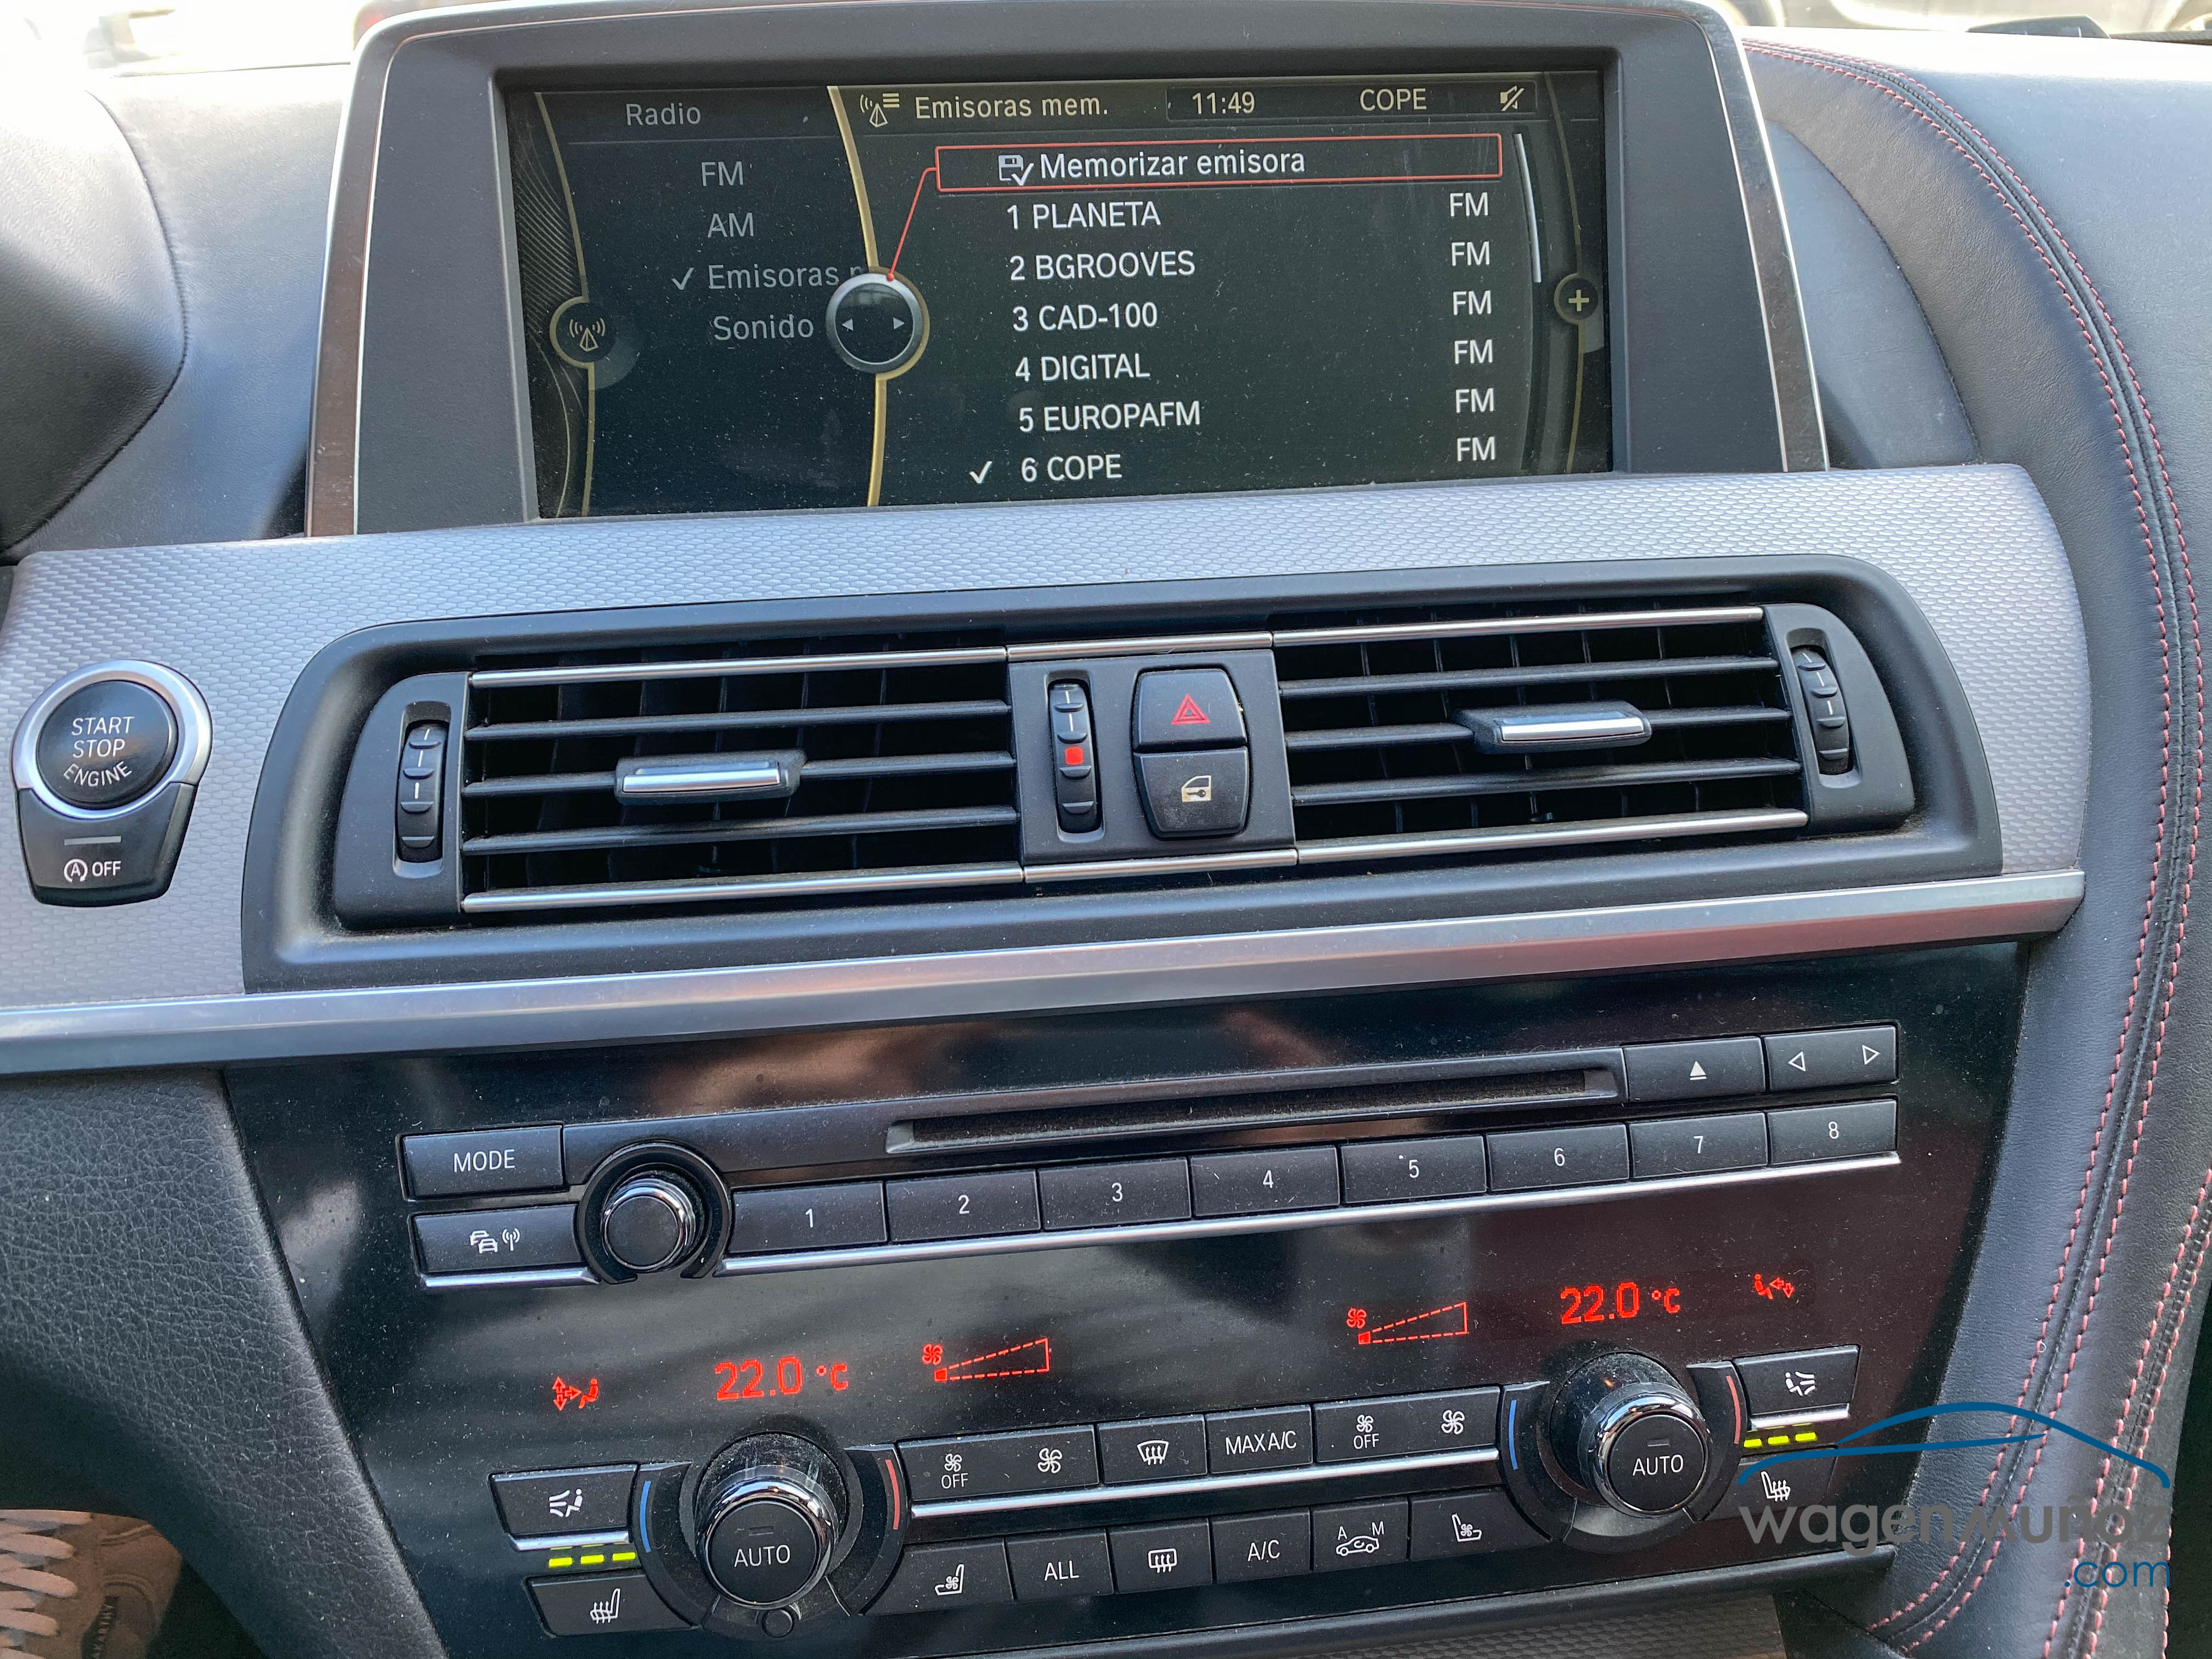 Radio
Emisoras mem.
11:49
COPE
FM
AM
Emisoras
Sonido
Memorizar emisora
1 PLANETA FM
2 BGROOVES FM
3 CAD-100 FM
4 DIGITAL FM
5 EUROPAFM FM
6 COPE FM
START
STOP
ENGINE
A OFF
MODE
1 2 3 4 5 6 7 8
22.0 °C
22.0 °C
OFF
MAX A/C
OFF
AUTO
AUTO
ALL
A/C
A M
wagenmuñoz
.com